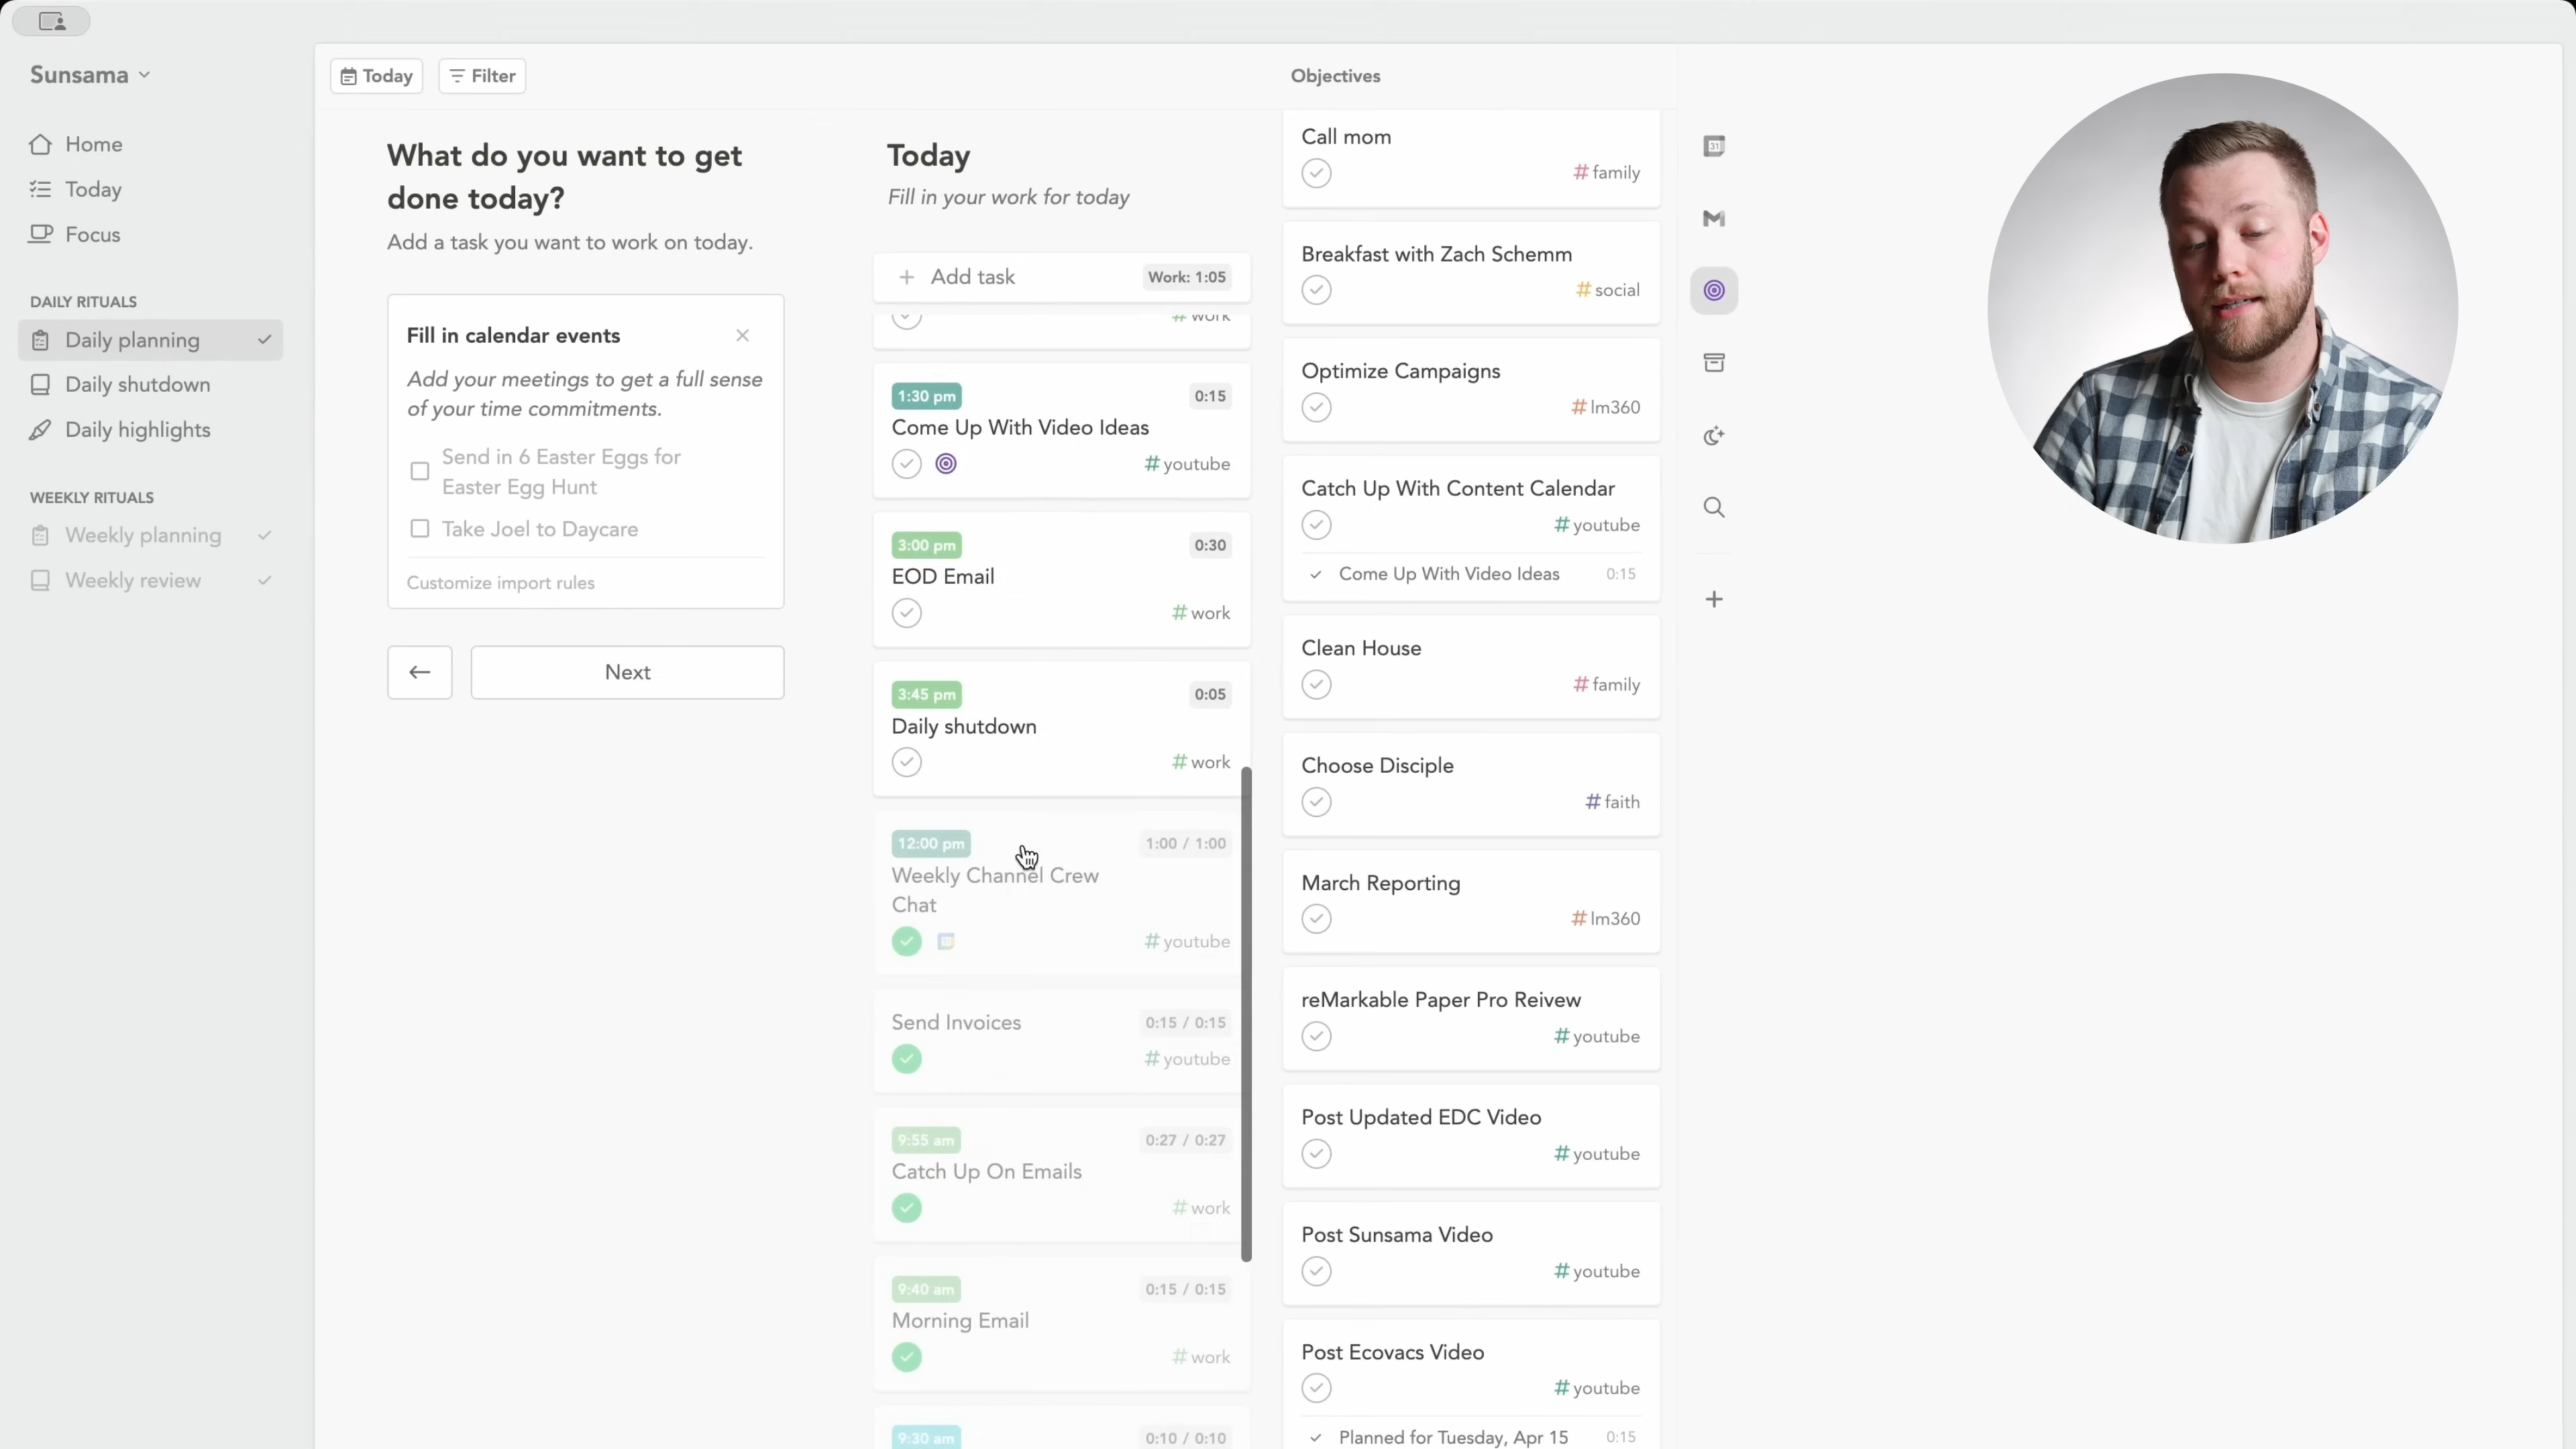 Sunsama
Home
Today
Focus
DAILY RITUALS
Daily planning
Daily shutdown
Daily highlights
WEEKLY RITUALS
Weekly planning
Weekly review
Today
Filter
What do you want to get
done today?
Add a task you want to work on today.
Fill in calendar events
Add your meetings to get a full sense
of your time commitments.
Send in 6 Easter Eggs for
Easter Egg Hunt
Take Joel to Daycare
Customize import rules
Next
Today
Fill in your work for today
Add task
Work: 1:05
# work
1:30 pm
0:15
Come Up With Video Ideas
# youtube
3:00 pm
0:30
EOD Email
# work
3:45 pm
0:05
Daily shutdown
# work
12:00 pm
1:00 / 1:00
Weekly Channel Crew
Chat
# youtube
Send Invoices
0:15 / 0:15
# youtube
9:55 am
0:27 / 0:27
Catch Up On Emails
# work
9:40 am
0:15 / 0:15
Morning Email
# work
9:30 am
0:10 / 0:10
Objectives
Call mom
# family
Breakfast with Zach Schemm
# social
Optimize Campaigns
# lm360
Catch Up With Content Calendar
# youtube
Come Up With Video Ideas
0:15
Clean House
# family
Choose Disciple
# faith
March Reporting
# lm360
reMarkable Paper Pro Reivew
# youtube
Post Updated EDC Video
# youtube
Post Sunsama Video
# youtube
Post Ecovacs Video
# youtube
Planned for Tuesday, Apr 15
0:15
31